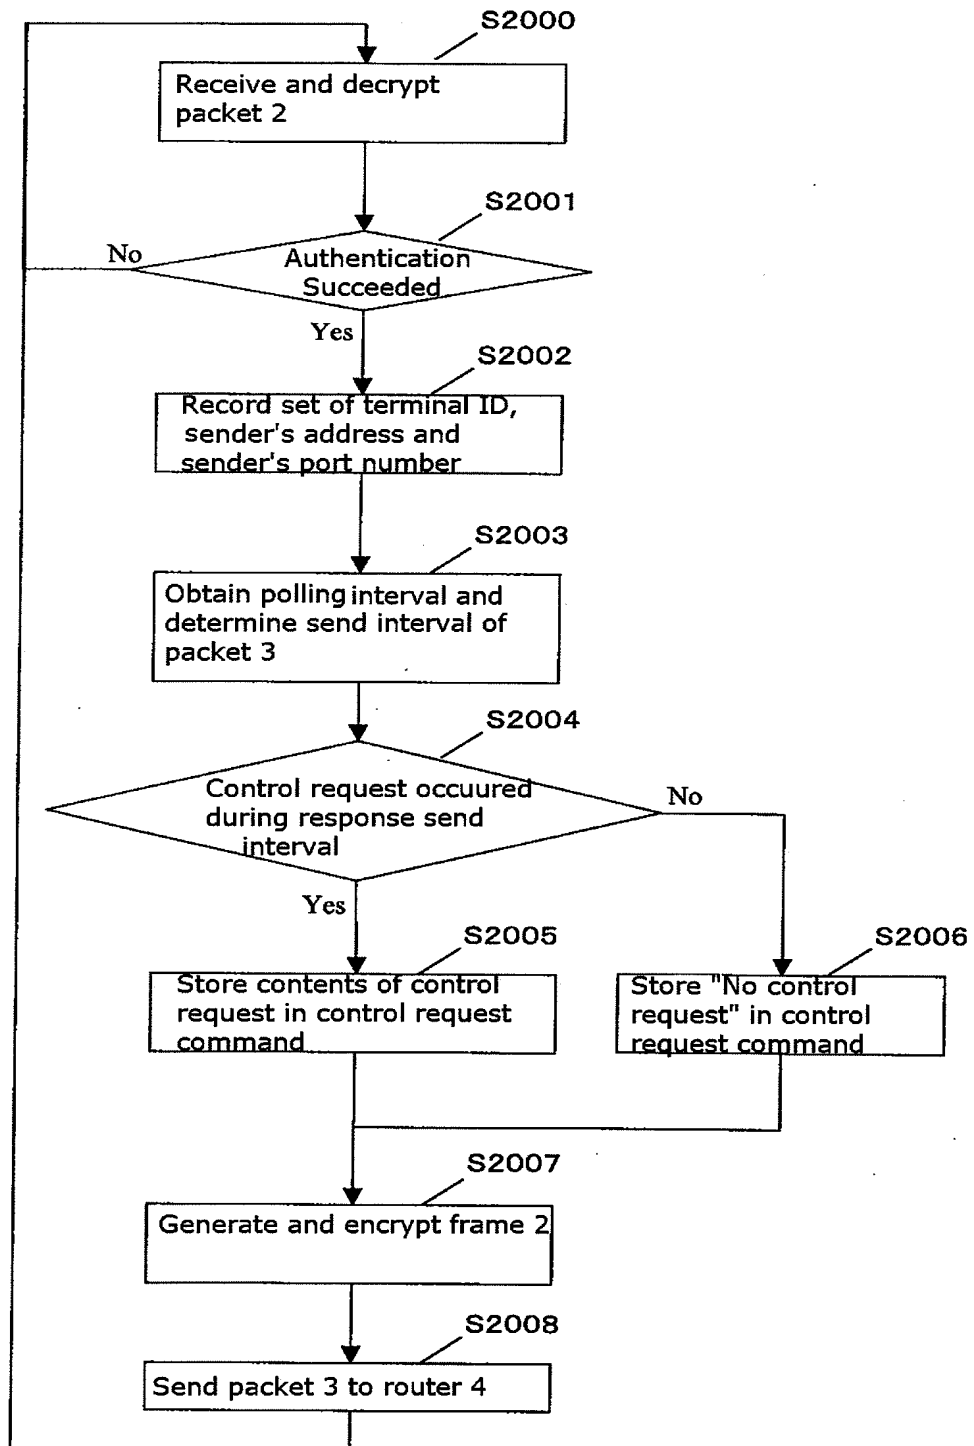 S2000
Receive and decrypt
packet 2
S2001
No
Authentication
Succeeded
Yes
S2002
Record set of terminal ID,
sender's address and
sender's port number
S2003
Obtain polling interval and
determine send interval of
packet 3
S2004
Control request occuured
during response send
interval
No
Yes
S2005
S2006
Store contents of control
request in control request
command
Store "No control
request" in control
request command
S2007
Generate and encrypt frame 2
S2008
Send packet 3 to router 4